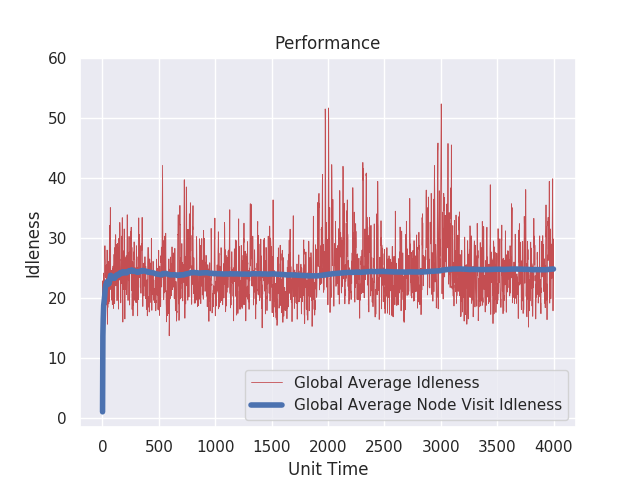 Performance
60
50
40
30
20
10
0
Idleness
0 500 1000 1500 2000 2500 3000 3500 4000
Unit Time
Global Average Idleness
Global Average Node Visit Idleness